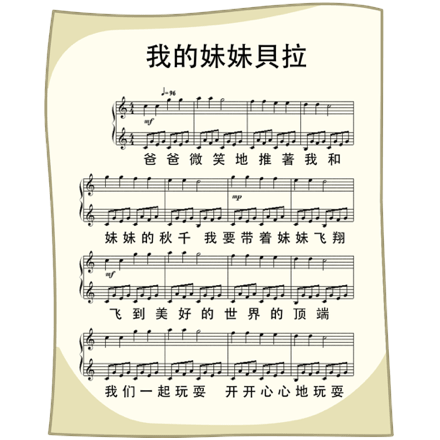 我的妹妹貝拉
♩=96
mf
爸爸微笑地推著我和
mp
妹妹的秋千 我要带着妹妹飞翔
mf
飞到美好的世界的顶端
我们一起玩耍 开开心心地玩耍